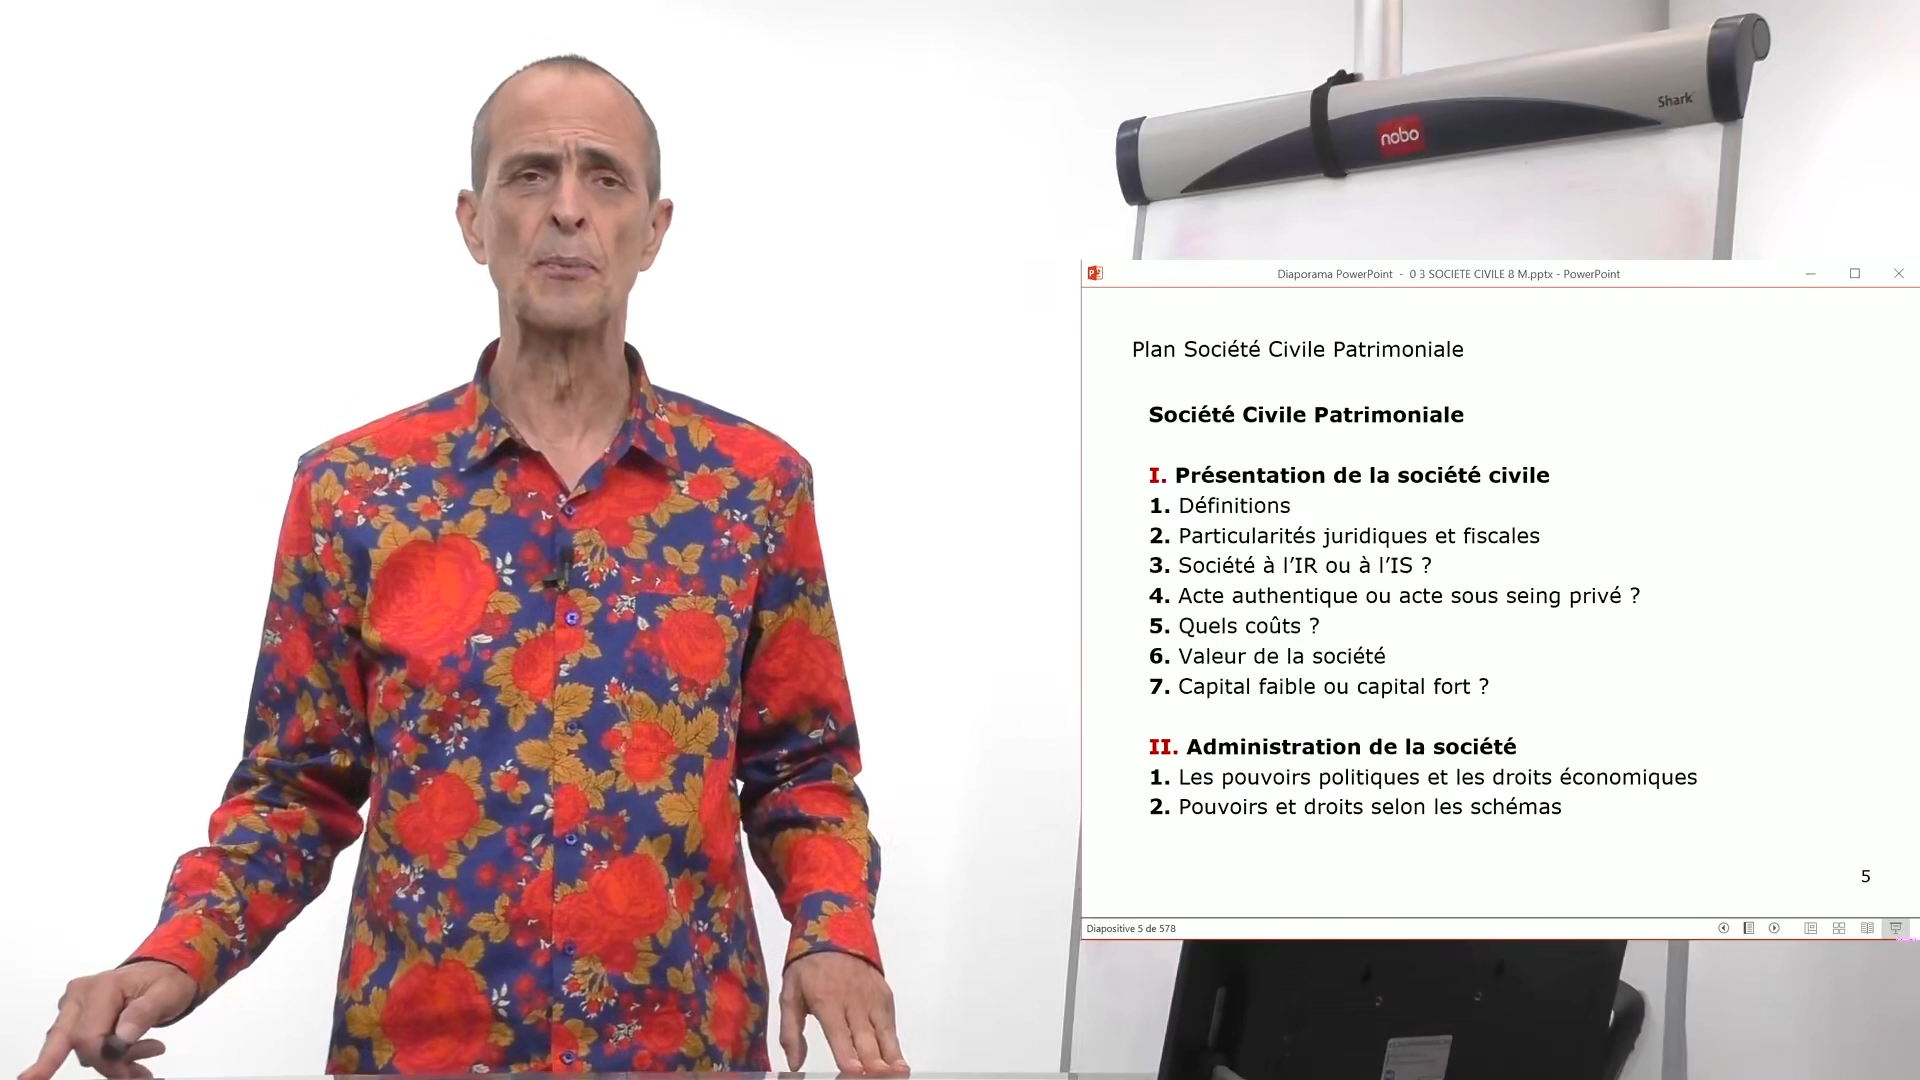 Shark
nobo
Diaporama PowerPoint - 0 3 SOCIETE CIVILE 8 M.pptx - PowerPoint
Plan Société Civile Patrimoniale
Société Civile Patrimoniale
I. Présentation de la société civile
1. Définitions
2. Particularités juridiques et fiscales
3. Société à l’IR ou à l’IS ?
4. Acte authentique ou acte sous seing privé ?
5. Quels coûts ?
6. Valeur de la société
7. Capital faible ou capital fort ?
II. Administration de la société
1. Les pouvoirs politiques et les droits économiques
2. Pouvoirs et droits selon les schémas
5
Diapositive 5 de 578